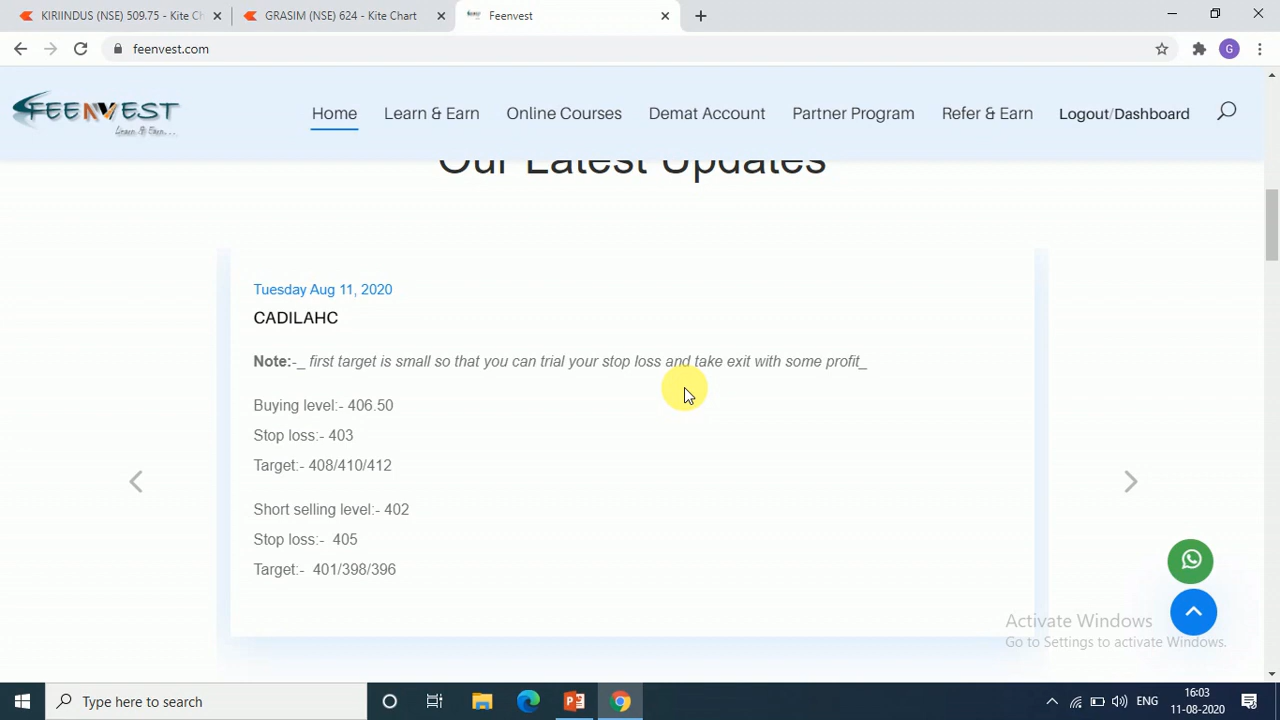 KIRIINDUS (NSE) 509.75 - Kite Ch
GRASIM (NSE) 624 - Kite Chart
Feenvest
feenvest.com
G
FEENVEST
Learn & Earn...
Home
Learn & Earn
Online Courses
Demat Account
Partner Program
Refer & Earn
Logout/Dashboard
Our Latest Updates
Tuesday Aug 11, 2020
CADILAHC
Note:-_ first target is small so that you can trial your stop loss and take exit with some profit_
Buying level:- 406.50
Stop loss:- 403
Target:- 408/410/412
Short selling level:- 402
Stop loss:- 405
Target:- 401/398/396
Activate Windows
Go to Settings to activate Windows.
Type here to search
ENG
16:03
11-08-2020